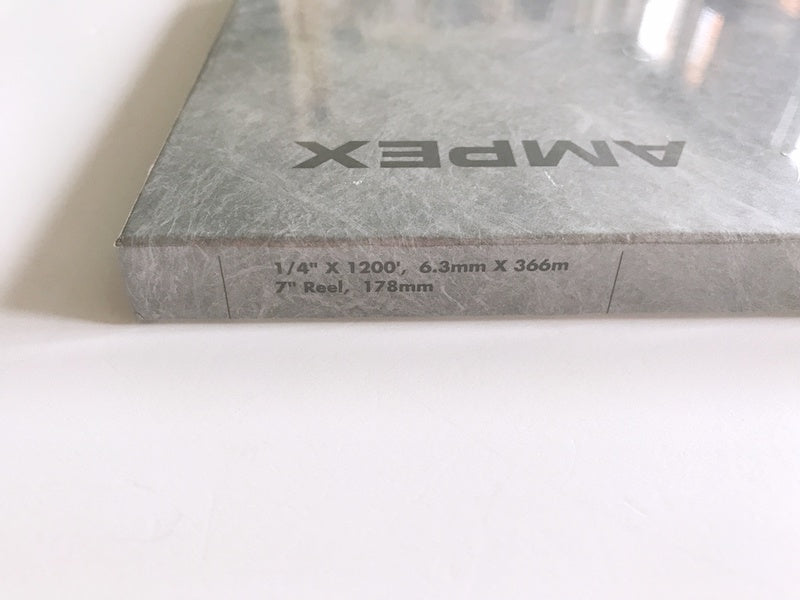 AMPEX
1/4" X 1200', 6.3mm X 366m
7" Reel, 178mm